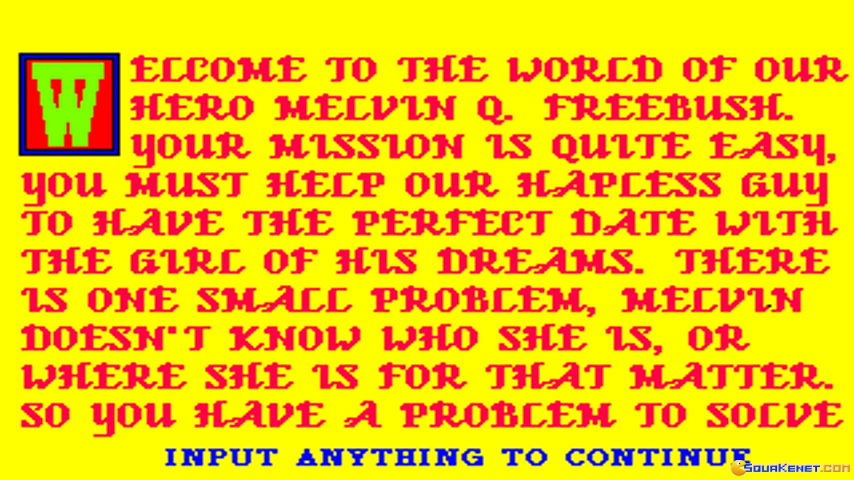 WELCOME TO THE WORLD OF OUR
HERO MELVIN Q. FREEBUSH.
YOUR MISSION IS QUITE EASY,
YOU MUST HELP OUR HAPLESS GUY
TO HAVE THE PERFECT DATE WITH
THE GIRL OF HIS DREAMS. THERE
IS ONE SMALL PROBLEM, MELVIN
DOESN'T KNOW WHO SHE IS, OR
WHERE SHE IS FOR THAT MATTER.
SO YOU HAVE A PROBLEM TO SOLVE
INPUT ANYTHING TO CONTINUE
SQUAKENET.COM